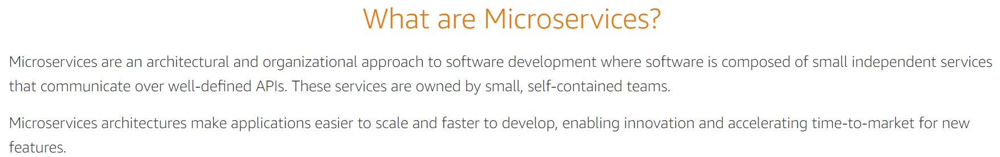 What are Microservices?
Microservices are an architectural and organizational approach to software development where software is composed of small independent services
that communicate over well-defined APIs. These services are owned by small, self-contained teams.
Microservices architectures make applications easier to scale and faster to develop, enabling innovation and accelerating time-to-market for new
features.